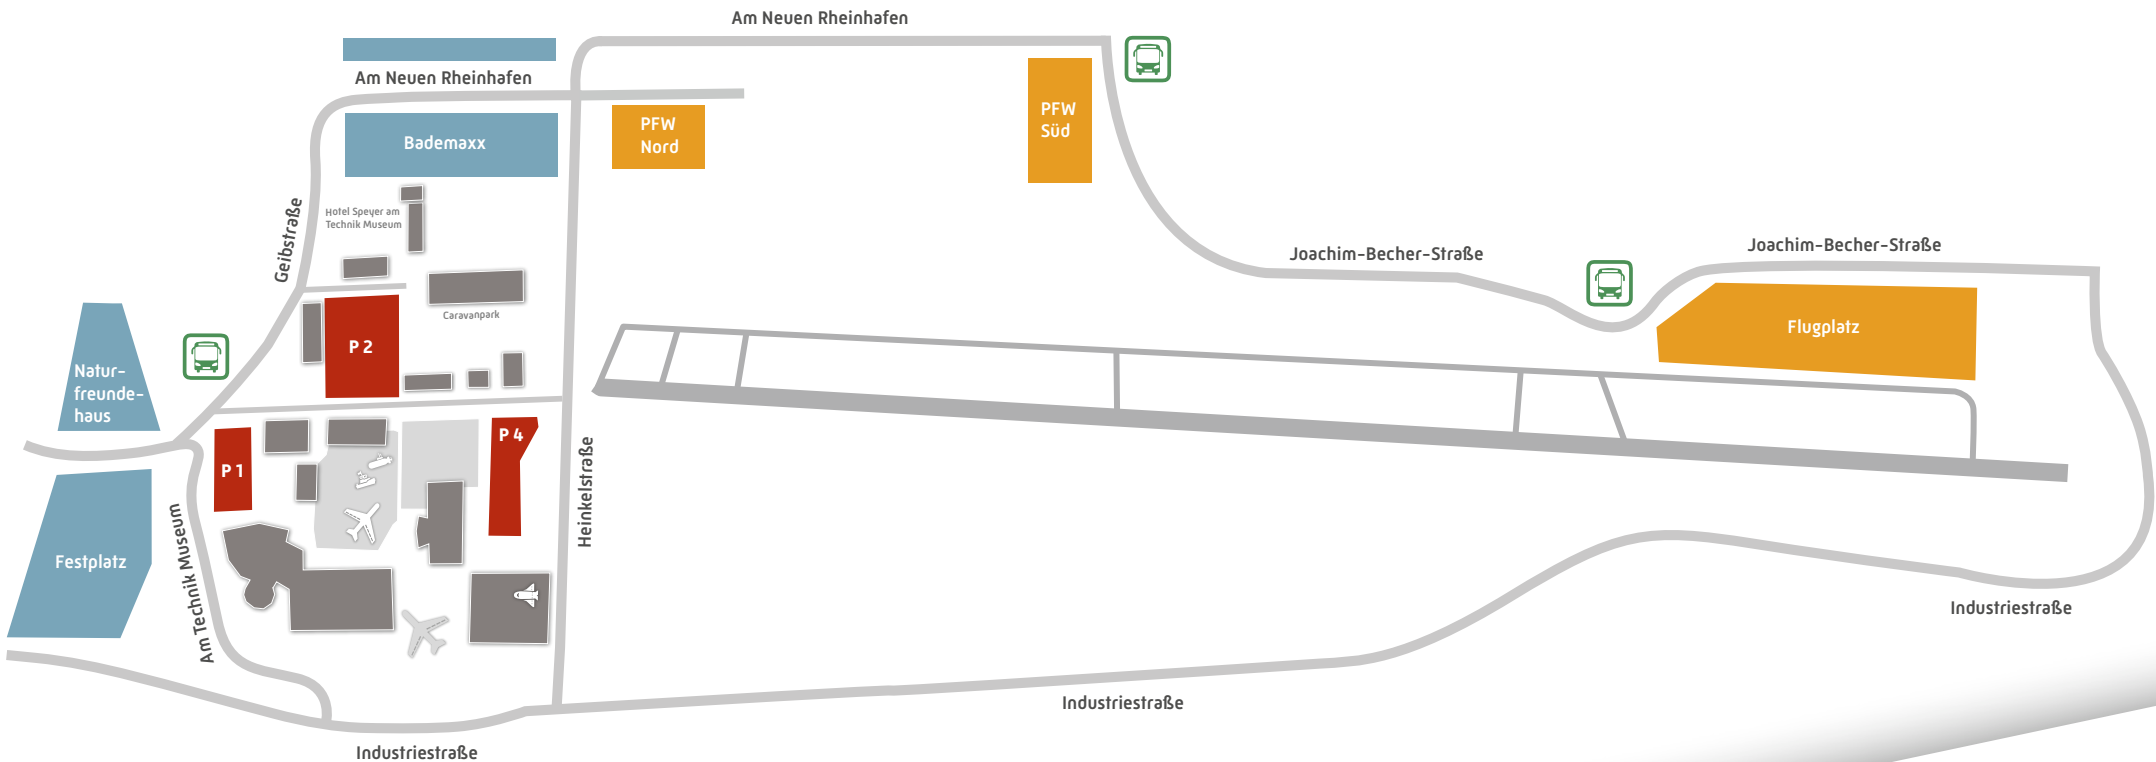 Am Neuen Rheinhafen
Am Neuen Rheinhafen
PFW
Nord
PFW
Süd
Bademaxx
Hotel Speyer am
Technik Museum
Geibstraße
Joachim-Becher-Straße
Joachim-Becher-Straße
Caravanpark
Flugplatz
P 2
Natur-
freunde-
haus
P 1
P 4
Heinkelstraße
Festplatz
Am Technik Museum
Industriestraße
Industriestraße
Industriestraße